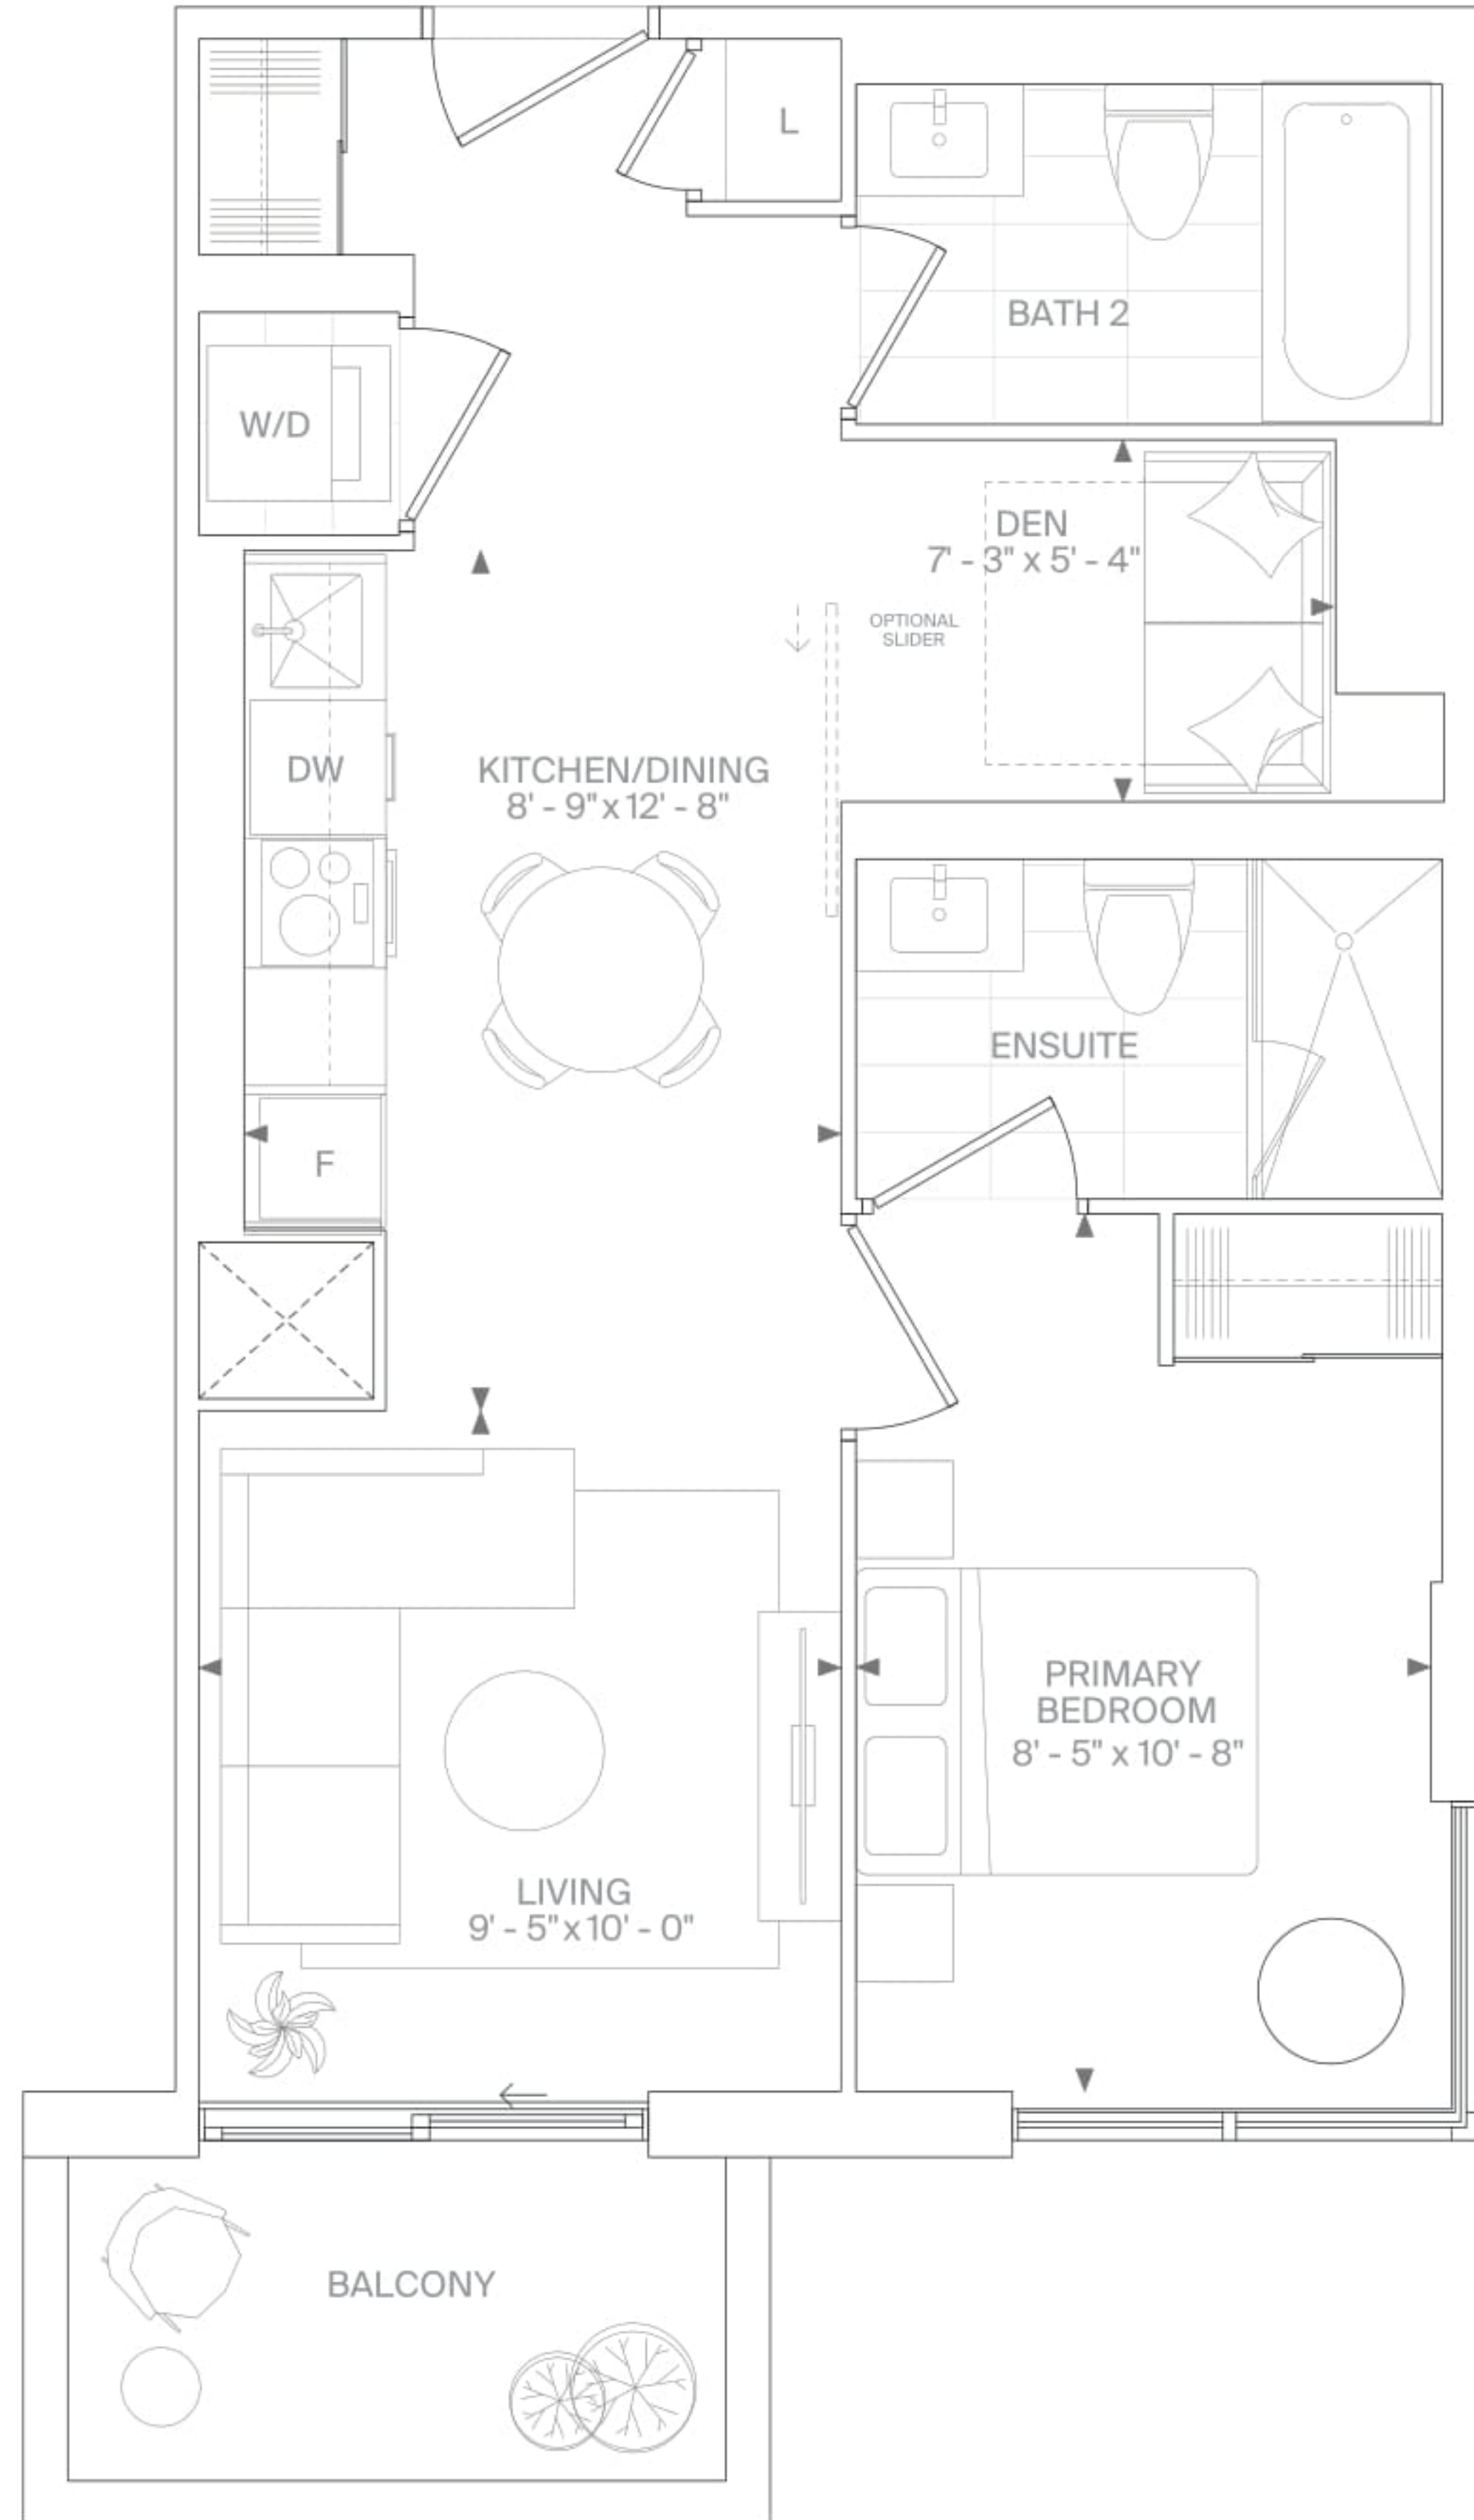 L
BATH 2
W/D
DEN
7' - 3" x 5' - 4"
OPTIONAL
SLIDER
DW
KITCHEN/DINING
8' - 9" x 12' - 8"
ENSUITE
F
PRIMARY
BEDROOM
8' - 5" x 10' - 8"
LIVING
9' - 5" x 10' - 0"
BALCONY